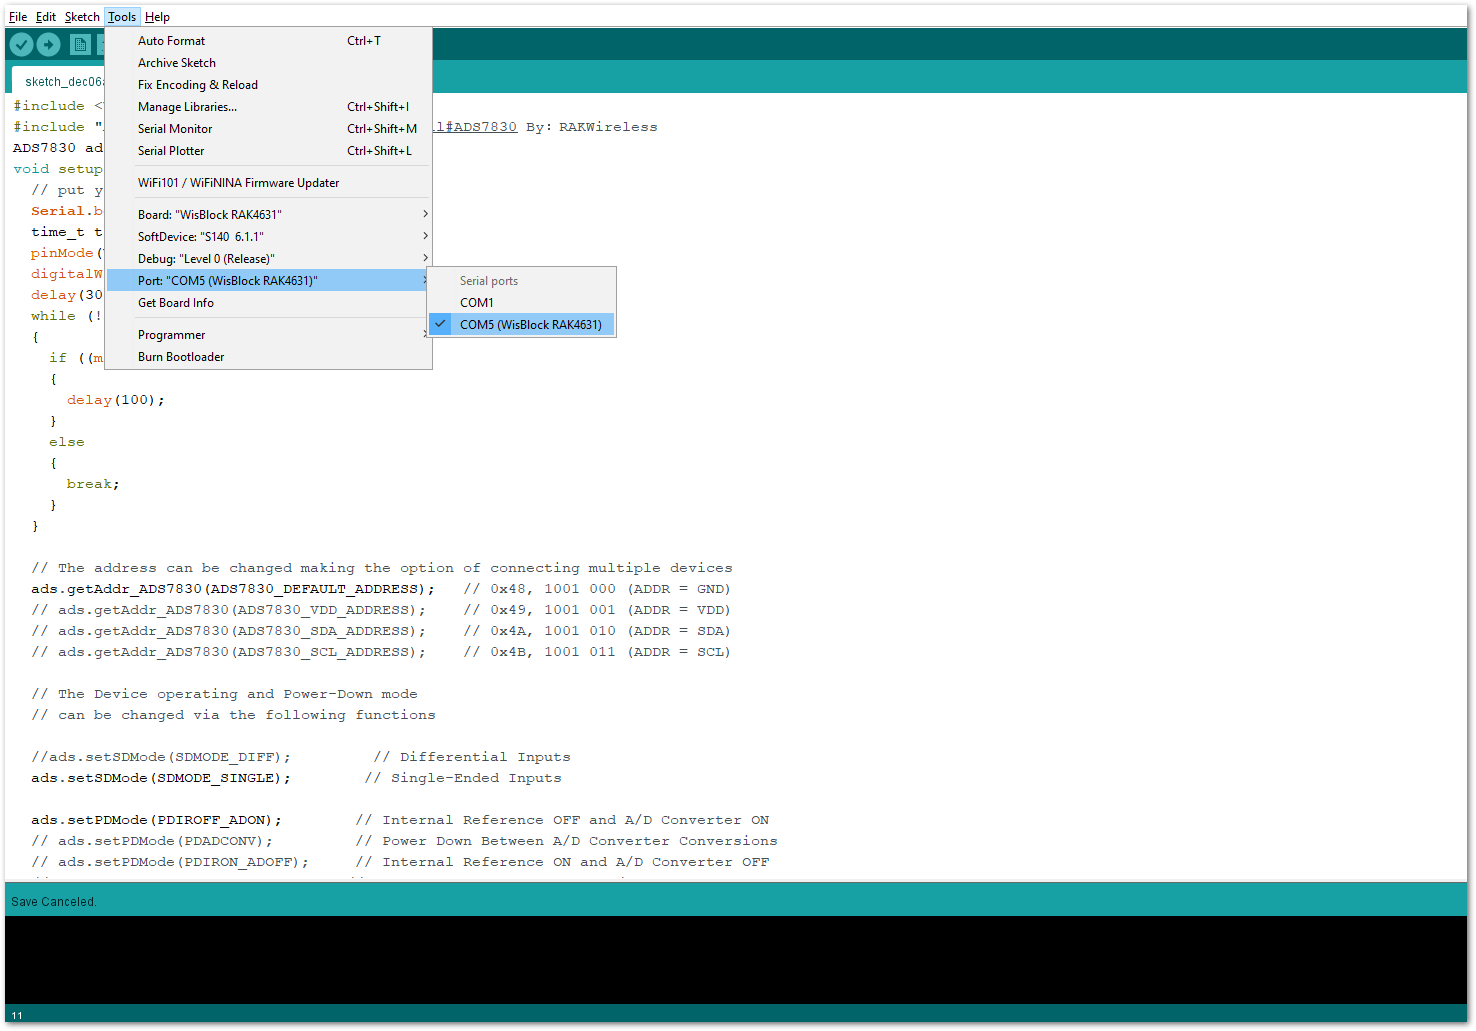 File Edit Sketch Tools Help
Auto Format Ctrl+T
Archive Sketch
Fix Encoding & Reload
Manage Libraries... Ctrl+Shift+I
Serial Monitor Ctrl+Shift+M
Serial Plotter Ctrl+Shift+L
WiFi101 / WiFiNINA Firmware Updater
Board: "WisBlock RAK4631"
SoftDevice: "S140 6.1.1"
Debug: "Level 0 (Release)"
Port: "COM5 (WisBlock RAK4631)"
Get Board Info
Programmer
Burn Bootloader
Serial ports
COM1
COM5 (WisBlock RAK4631)
sketch_dec06
#include <
#include " l#ADS7830 By: RAKWireless
ADS7830 ad
void setup
// put y
Serial.b
time_t t
pinMode(
digitalW
delay(30
while (!
{
if ((m
{
delay(100);
}
else
{
break;
}
}
// The address can be changed making the option of connecting multiple devices
ads.getAddr_ADS7830(ADS7830_DEFAULT_ADDRESS); // 0x48, 1001 000 (ADDR = GND)
// ads.getAddr_ADS7830(ADS7830_VDD_ADDRESS); // 0x49, 1001 001 (ADDR = VDD)
// ads.getAddr_ADS7830(ADS7830_SDA_ADDRESS); // 0x4A, 1001 010 (ADDR = SDA)
// ads.getAddr_ADS7830(ADS7830_SCL_ADDRESS); // 0x4B, 1001 011 (ADDR = SCL)
// The Device operating and Power-Down mode
// can be changed via the following functions
//ads.setSDMode(SDMODE_DIFF); // Differential Inputs
ads.setSDMode(SDMODE_SINGLE); // Single-Ended Inputs
ads.setPDMode(PDIROFF_ADON); // Internal Reference OFF and A/D Converter ON
// ads.setPDMode(PDADCONV); // Power Down Between A/D Converter Conversions
// ads.setPDMode(PDIRON_ADOFF); // Internal Reference ON and A/D Converter OFF
Save Canceled.
11